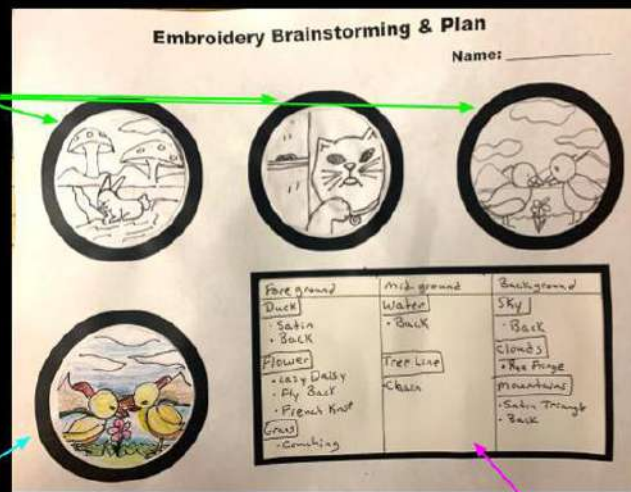 Embroidery Brainstorming & Plan
Name:
Foreground
Mid-ground
Background
Duck
• Satin
• Back
Flower
• Lazy Daisy
• Fly Back
• French Knot
Grass
• Couching
Water
• Back
Tree Line
Chain
Sky
• Back
Clouds
• Fringe
Mountains
• Satin Triangle
• Back